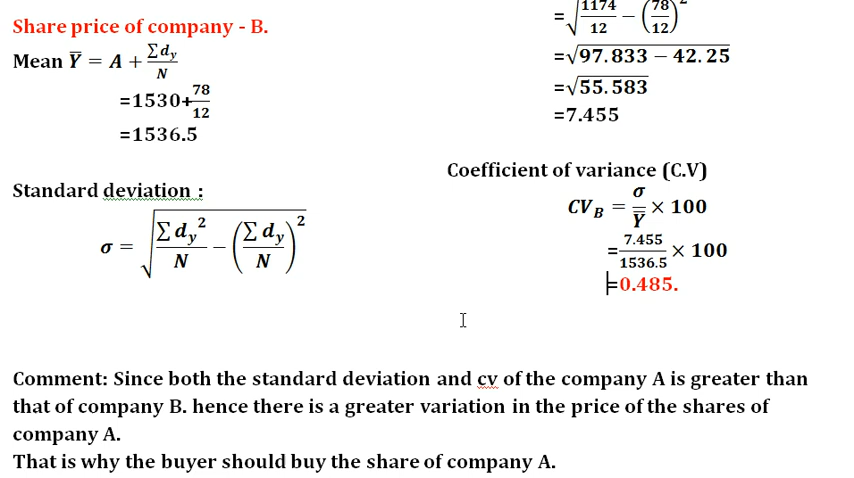 Share price of company - B.
Mean Ȳ = A + Σdy/N
=1530+78/12
=1536.5
Standard deviation :
σ = √(Σdy²/N − (Σdy/N)²)
=√(1174/12 − (78/12)²)
=√(97.833 − 42.25)
=√55.583
=7.455
Coefficient of variance (C.V)
CV_B = σ/Ȳ × 100
=7.455/1536.5 × 100
=0.485.
Comment: Since both the standard deviation and cv of the company A is greater than
that of company B. hence there is a greater variation in the price of the shares of
company A.
That is why the buyer should buy the share of company A.